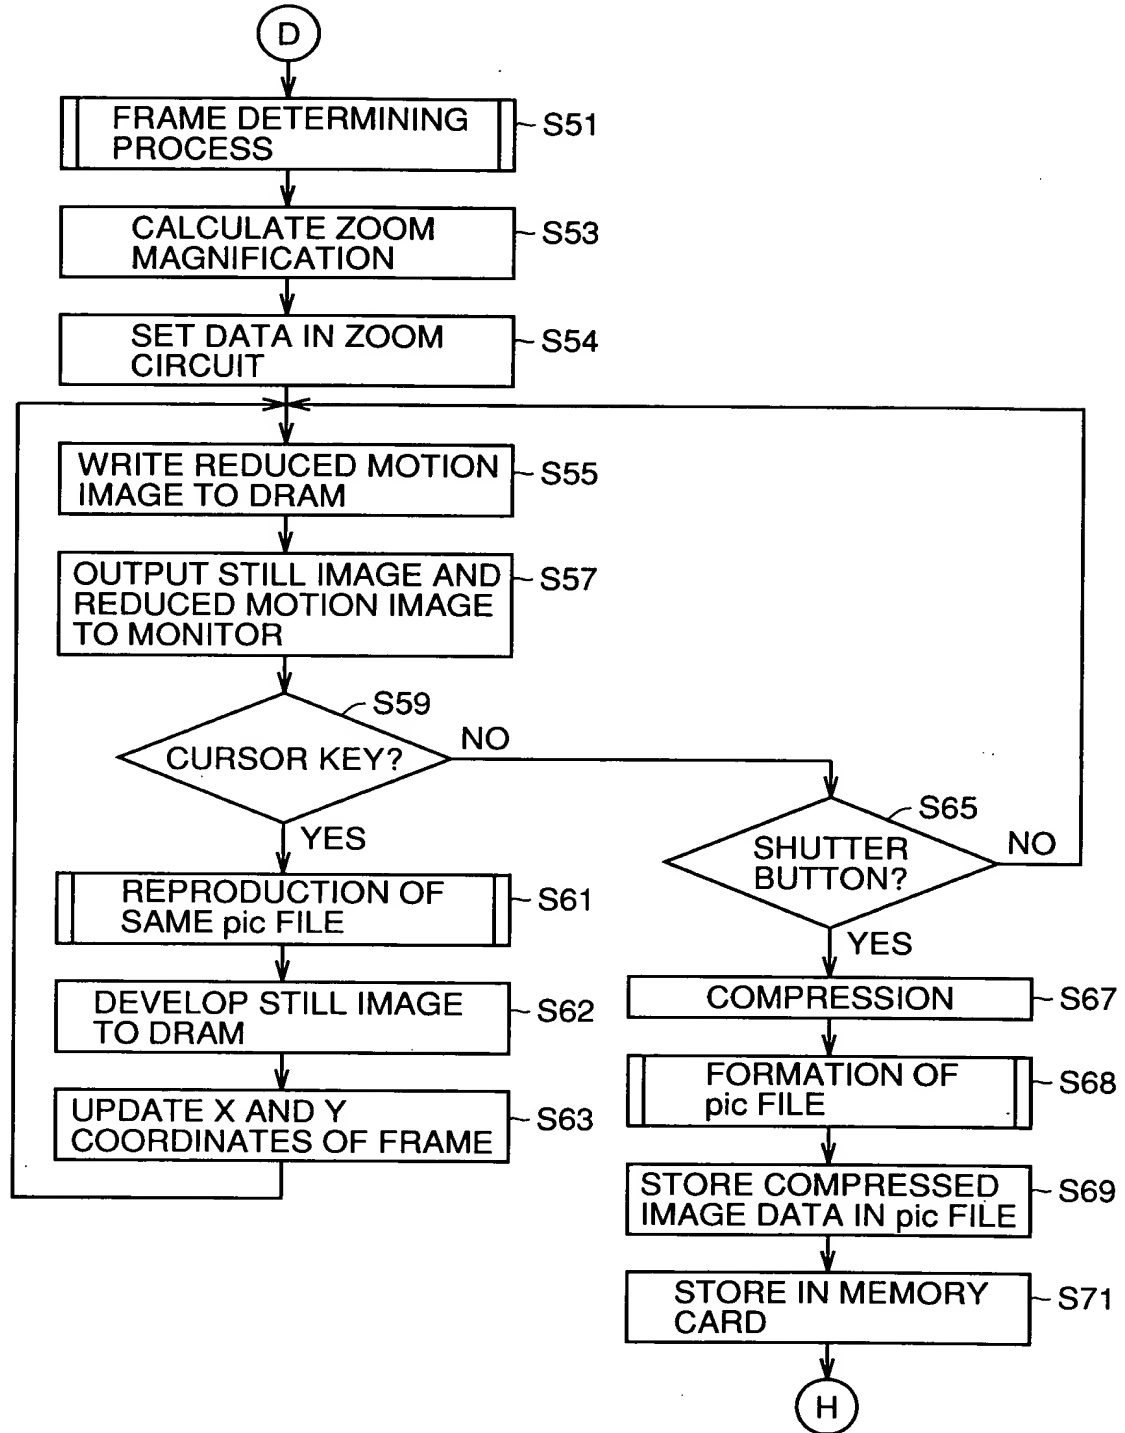 D
FRAME DETERMINING
PROCESS
S51
CALCULATE ZOOM
MAGNIFICATION
S53
SET DATA IN ZOOM
CIRCUIT
S54
WRITE REDUCED MOTION
IMAGE TO DRAM
S55
OUTPUT STILL IMAGE AND
REDUCED MOTION IMAGE
TO MONITOR
S57
S59
CURSOR KEY?
NO
YES
REPRODUCTION OF
SAME pic FILE
S61
DEVELOP STILL IMAGE
TO DRAM
S62
UPDATE X AND Y
COORDINATES OF FRAME
S63
S65
SHUTTER
BUTTON?
NO
YES
COMPRESSION
S67
FORMATION OF
pic FILE
S68
STORE COMPRESSED
IMAGE DATA IN pic FILE
S69
STORE IN MEMORY
CARD
S71
H